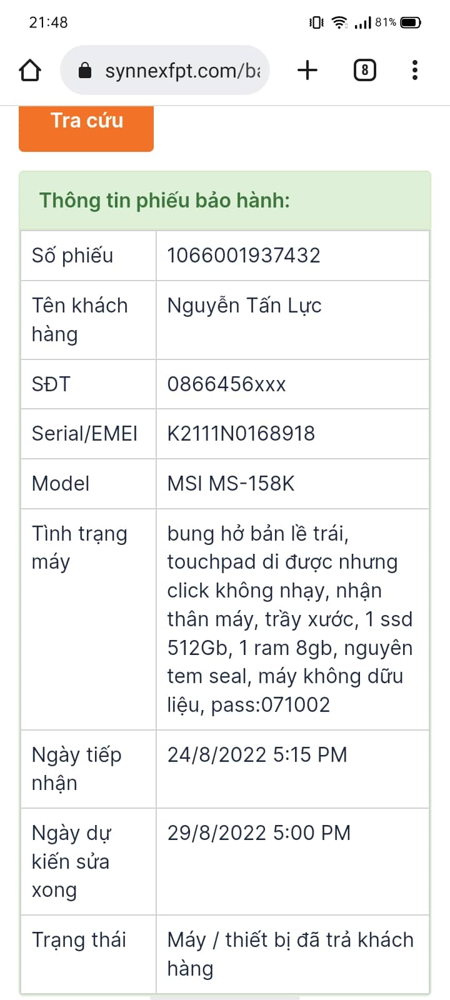 21:48
81%
synnexfpt.com/ba
8
Tra cứu
Thông tin phiếu bảo hành:
Số phiếu
1066001937432
Tên khách
hàng
Nguyễn Tấn Lực
SĐT
0866456xxx
Serial/EMEI
K2111N0168918
Model
MSI MS-158K
Tình trạng
máy
bung hở bản lề trái,
touchpad di được nhưng
click không nhạy, nhận
thân máy, trầy xước, 1 ssd
512Gb, 1 ram 8gb, nguyên
tem seal, máy không dữu
liệu, pass:071002
Ngày tiếp
nhận
24/8/2022 5:15 PM
Ngày dự
kiến sửa
xong
29/8/2022 5:00 PM
Trạng thái
Máy / thiết bị đã trả khách
hàng